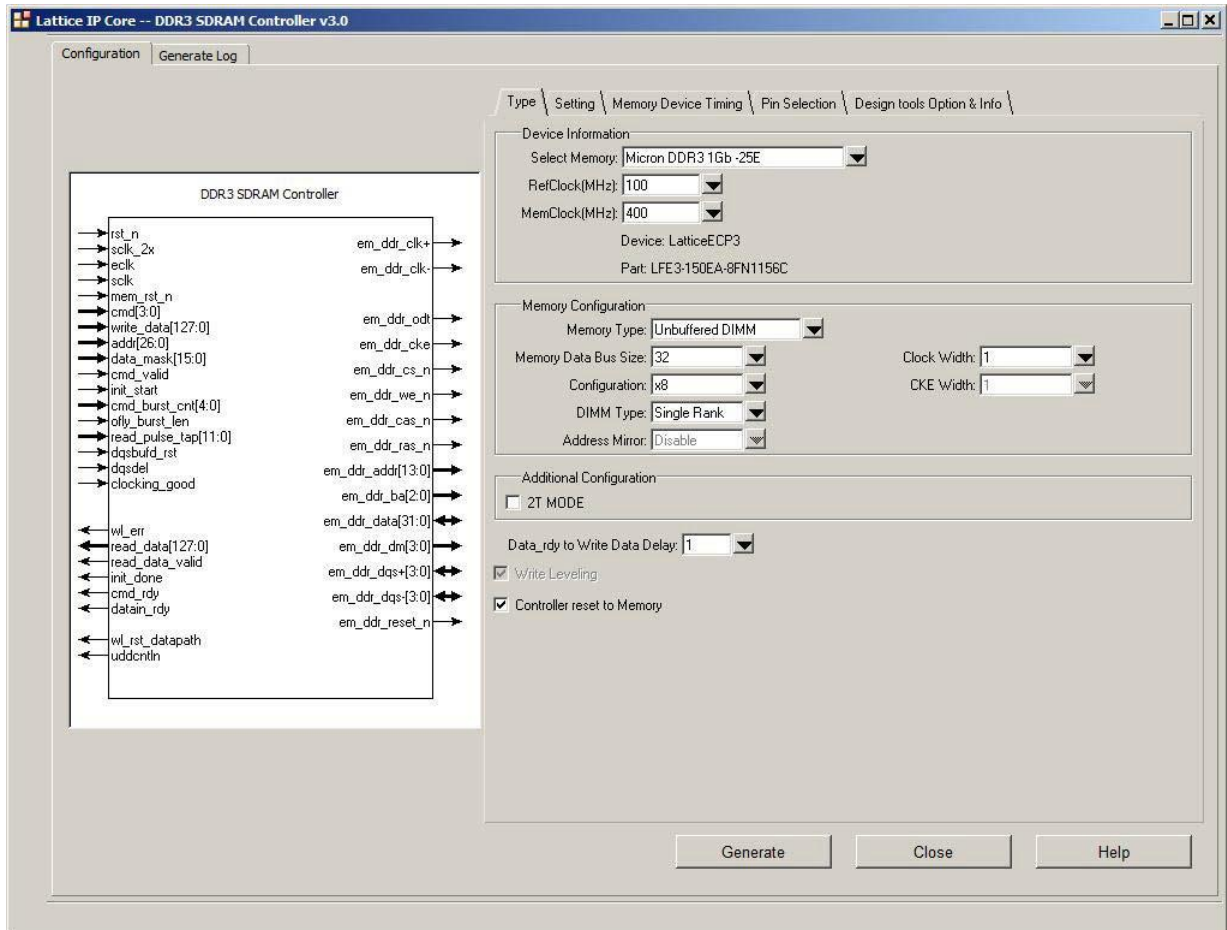 Lattice IP Core -- DDR3 SDRAM Controller v3.0
Configuration
Generate Log
DDR3 SDRAM Controller
rst_n
sclk_2x
eclk
sclk
mem_rst_n
cmd[3:0]
write_data[127:0]
addr[26:0]
data_mask[15:0]
cmd_valid
init_start
cmd_burst_cnt[4:0]
ofly_burst_len
read_pulse_tap[11:0]
dqsbufd_rst
dqsdel
clocking_good
wl_err
read_data[127:0]
read_data_valid
init_done
cmd_rdy
datain_rdy
wl_rst_datapath
uddcntln
em_ddr_clk+
em_ddr_clk-
em_ddr_odt
em_ddr_cke
em_ddr_cs_n
em_ddr_we_n
em_ddr_cas_n
em_ddr_ras_n
em_ddr_addr[13:0]
em_ddr_ba[2:0]
em_ddr_data[31:0]
em_ddr_dm[3:0]
em_ddr_dqs+[3:0]
em_ddr_dqs-[3:0]
em_ddr_reset_n
Type
Setting
Memory Device Timing
Pin Selection
Design tools Option & Info
Device Information
Select Memory: Micron DDR3 1Gb -25E
RefClock(MHz): 100
MemClock(MHz): 400
Device: LatticeECP3
Part: LFE3-150EA-8FN1156C
Memory Configuration
Memory Type: Unbuffered DIMM
Memory Data Bus Size: 32
Clock Width: 1
Configuration: x8
CKE Width: 1
DIMM Type: Single Rank
Address Mirror: Disable
Additional Configuration
2T MODE
Data_rdy to Write Data Delay: 1
Write Leveling
Controller reset to Memory
Generate
Close
Help